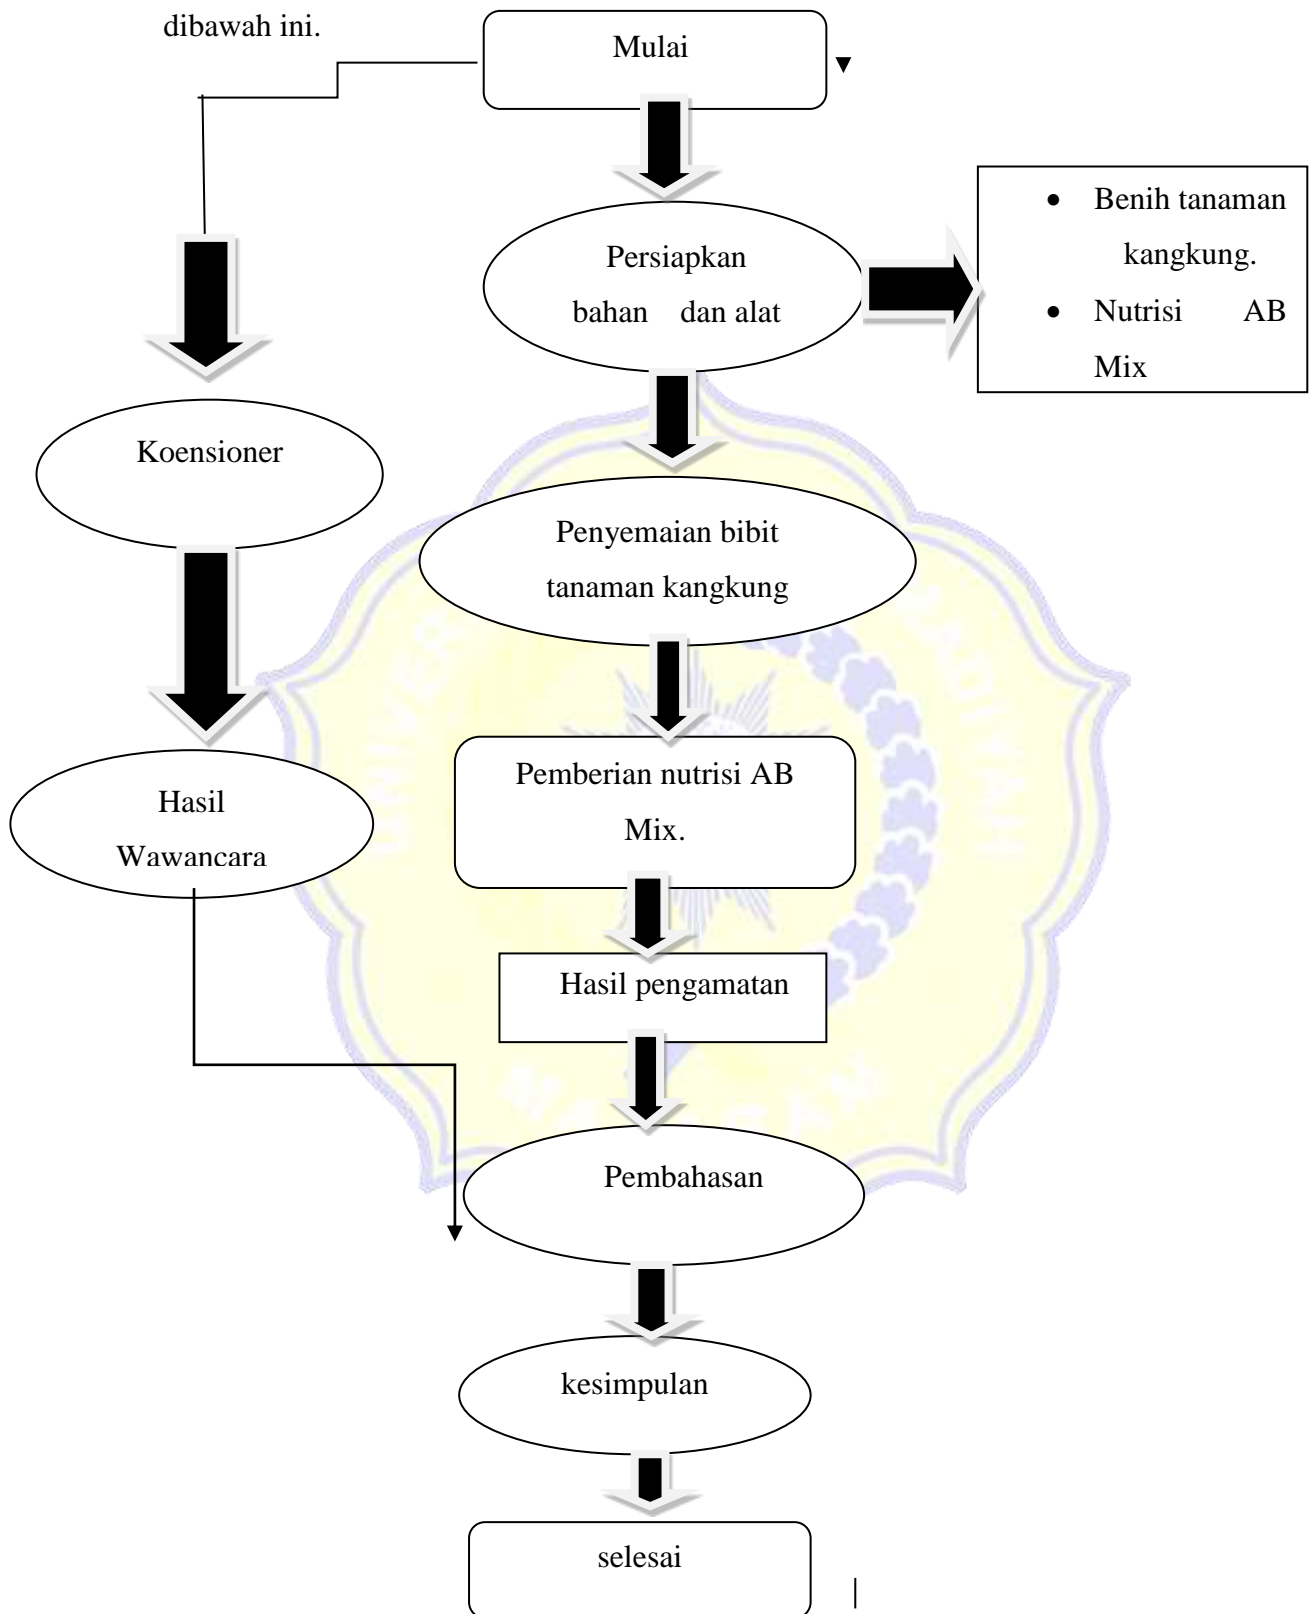 dibawah ini.
Mulai
Persiapkan
bahan dan alat
• Benih tanaman
kangkung.
• Nutrisi AB
Mix
Koensioner
Penyemaian bibit
tanaman kangkung
Hasil
Wawancara
Pemberian nutrisi AB
Mix.
Hasil pengamatan
Pembahasan
kesimpulan
selesai